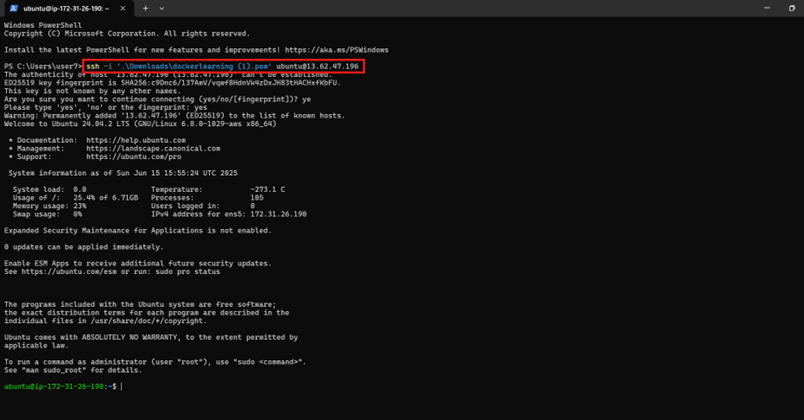 ubuntu@ip-172-31-26-190: ~
Windows PowerShell
Copyright (C) Microsoft Corporation. All rights reserved.
Install the latest PowerShell for new features and improvements! https://aka.ms/PSWindows
PS C:\Users\user7> ssh -i '.\Downloads\dockerlearning (1).pem' ubuntu@13.62.47.196
The authenticity of host '13.62.47.196 (13.62.47.196)' can't be established.
ED25519 key fingerprint is
This key is not known by any other names.
Are you sure you want to continue connecting (yes/no/[fingerprint])? ye
Please type 'yes', 'no' or the fingerprint: yes
Warning: Permanently added '13.62.47.196' (ED25519) to the list of known hosts.
Welcome to Ubuntu 24.04.2 LTS (GNU/Linux 6.8.0-1029-aws x86_64)
* Documentation: https://help.ubuntu.com
* Management: https://landscape.canonical.com
* Support: https://ubuntu.com/pro
System information as of Sun Jun 15 15:55:24 UTC 2025
System load: 0.0 Temperature: -273.1 C
Usage of /: 25.4% of 6.71GB Processes: 105
Memory usage: 23% Users logged in: 0
Swap usage: 0% IPv4 address for ens5: 172.31.26.190
Expanded Security Maintenance for Applications is not enabled.
0 updates can be applied immediately.
Enable ESM Apps to receive additional future security updates.
See https://ubuntu.com/esm or run: sudo pro status
The programs included with the Ubuntu system are free software;
the exact distribution terms for each program are described in the
individual files in /usr/share/doc/*/copyright.
Ubuntu comes with ABSOLUTELY NO WARRANTY, to the extent permitted by
applicable law.
To run a command as administrator (user "root"), use "sudo <command>".
See "man sudo_root" for details.
ubuntu@ip-172-31-26-190:~$